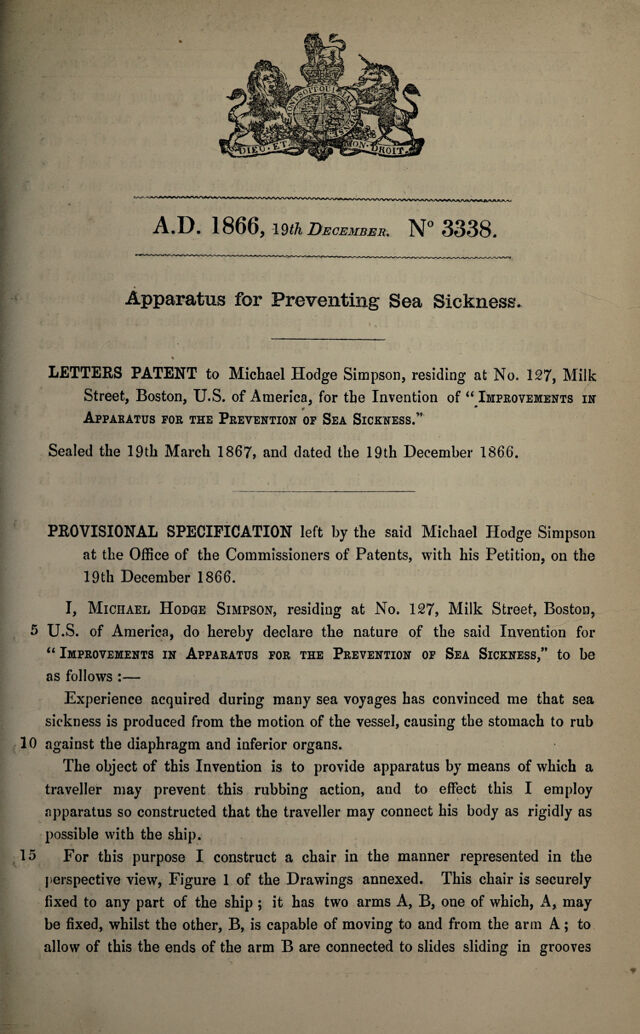 DIEU·ET·MON·DROIT.
A.D. 1866, 19th DECEMBER. No 3338.
Apparatus for Preventing Sea Sickness.
LETTERS PATENT to Michael Hodge Simpson, residing at No. 127, Milk
Street, Boston, U.S. of America, for the Invention of “IMPROVEMENTS IN
APPARATUS FOR THE PREVENTION OF SEA SICKNESS.”
Sealed the 19th March 1867, and dated the 19th December 1866.
PROVISIONAL SPECIFICATION left by the said Michael Hodge Simpson
at the Office of the Commissioners of Patents, with his Petition, on the
19th December 1866.
I, MICHAEL HODGE SIMPSON, residing at No. 127, Milk Street, Boston,
5 U.S. of America, do hereby declare the nature of the said Invention for
“IMPROVEMENTS IN APPARATUS FOR THE PREVENTION OF SEA SICKNESS,” to be
as follows :—
Experience acquired during many sea voyages has convinced me that sea
sickness is produced from the motion of the vessel, causing the stomach to rub
10 against the diaphragm and inferior organs.
The object of this Invention is to provide apparatus by means of which a
traveller may prevent this rubbing action, and to effect this I employ
apparatus so constructed that the traveller may connect his body as rigidly as
possible with the ship.
15 For this purpose I construct a chair in the manner represented in the
perspective view, Figure 1 of the Drawings annexed. This chair is securely
fixed to any part of the ship ; it has two arms A, B, one of which, A, may
be fixed, whilst the other, B, is capable of moving to and from the arm A ; to
allow of this the ends of the arm B are connected to slides sliding in grooves